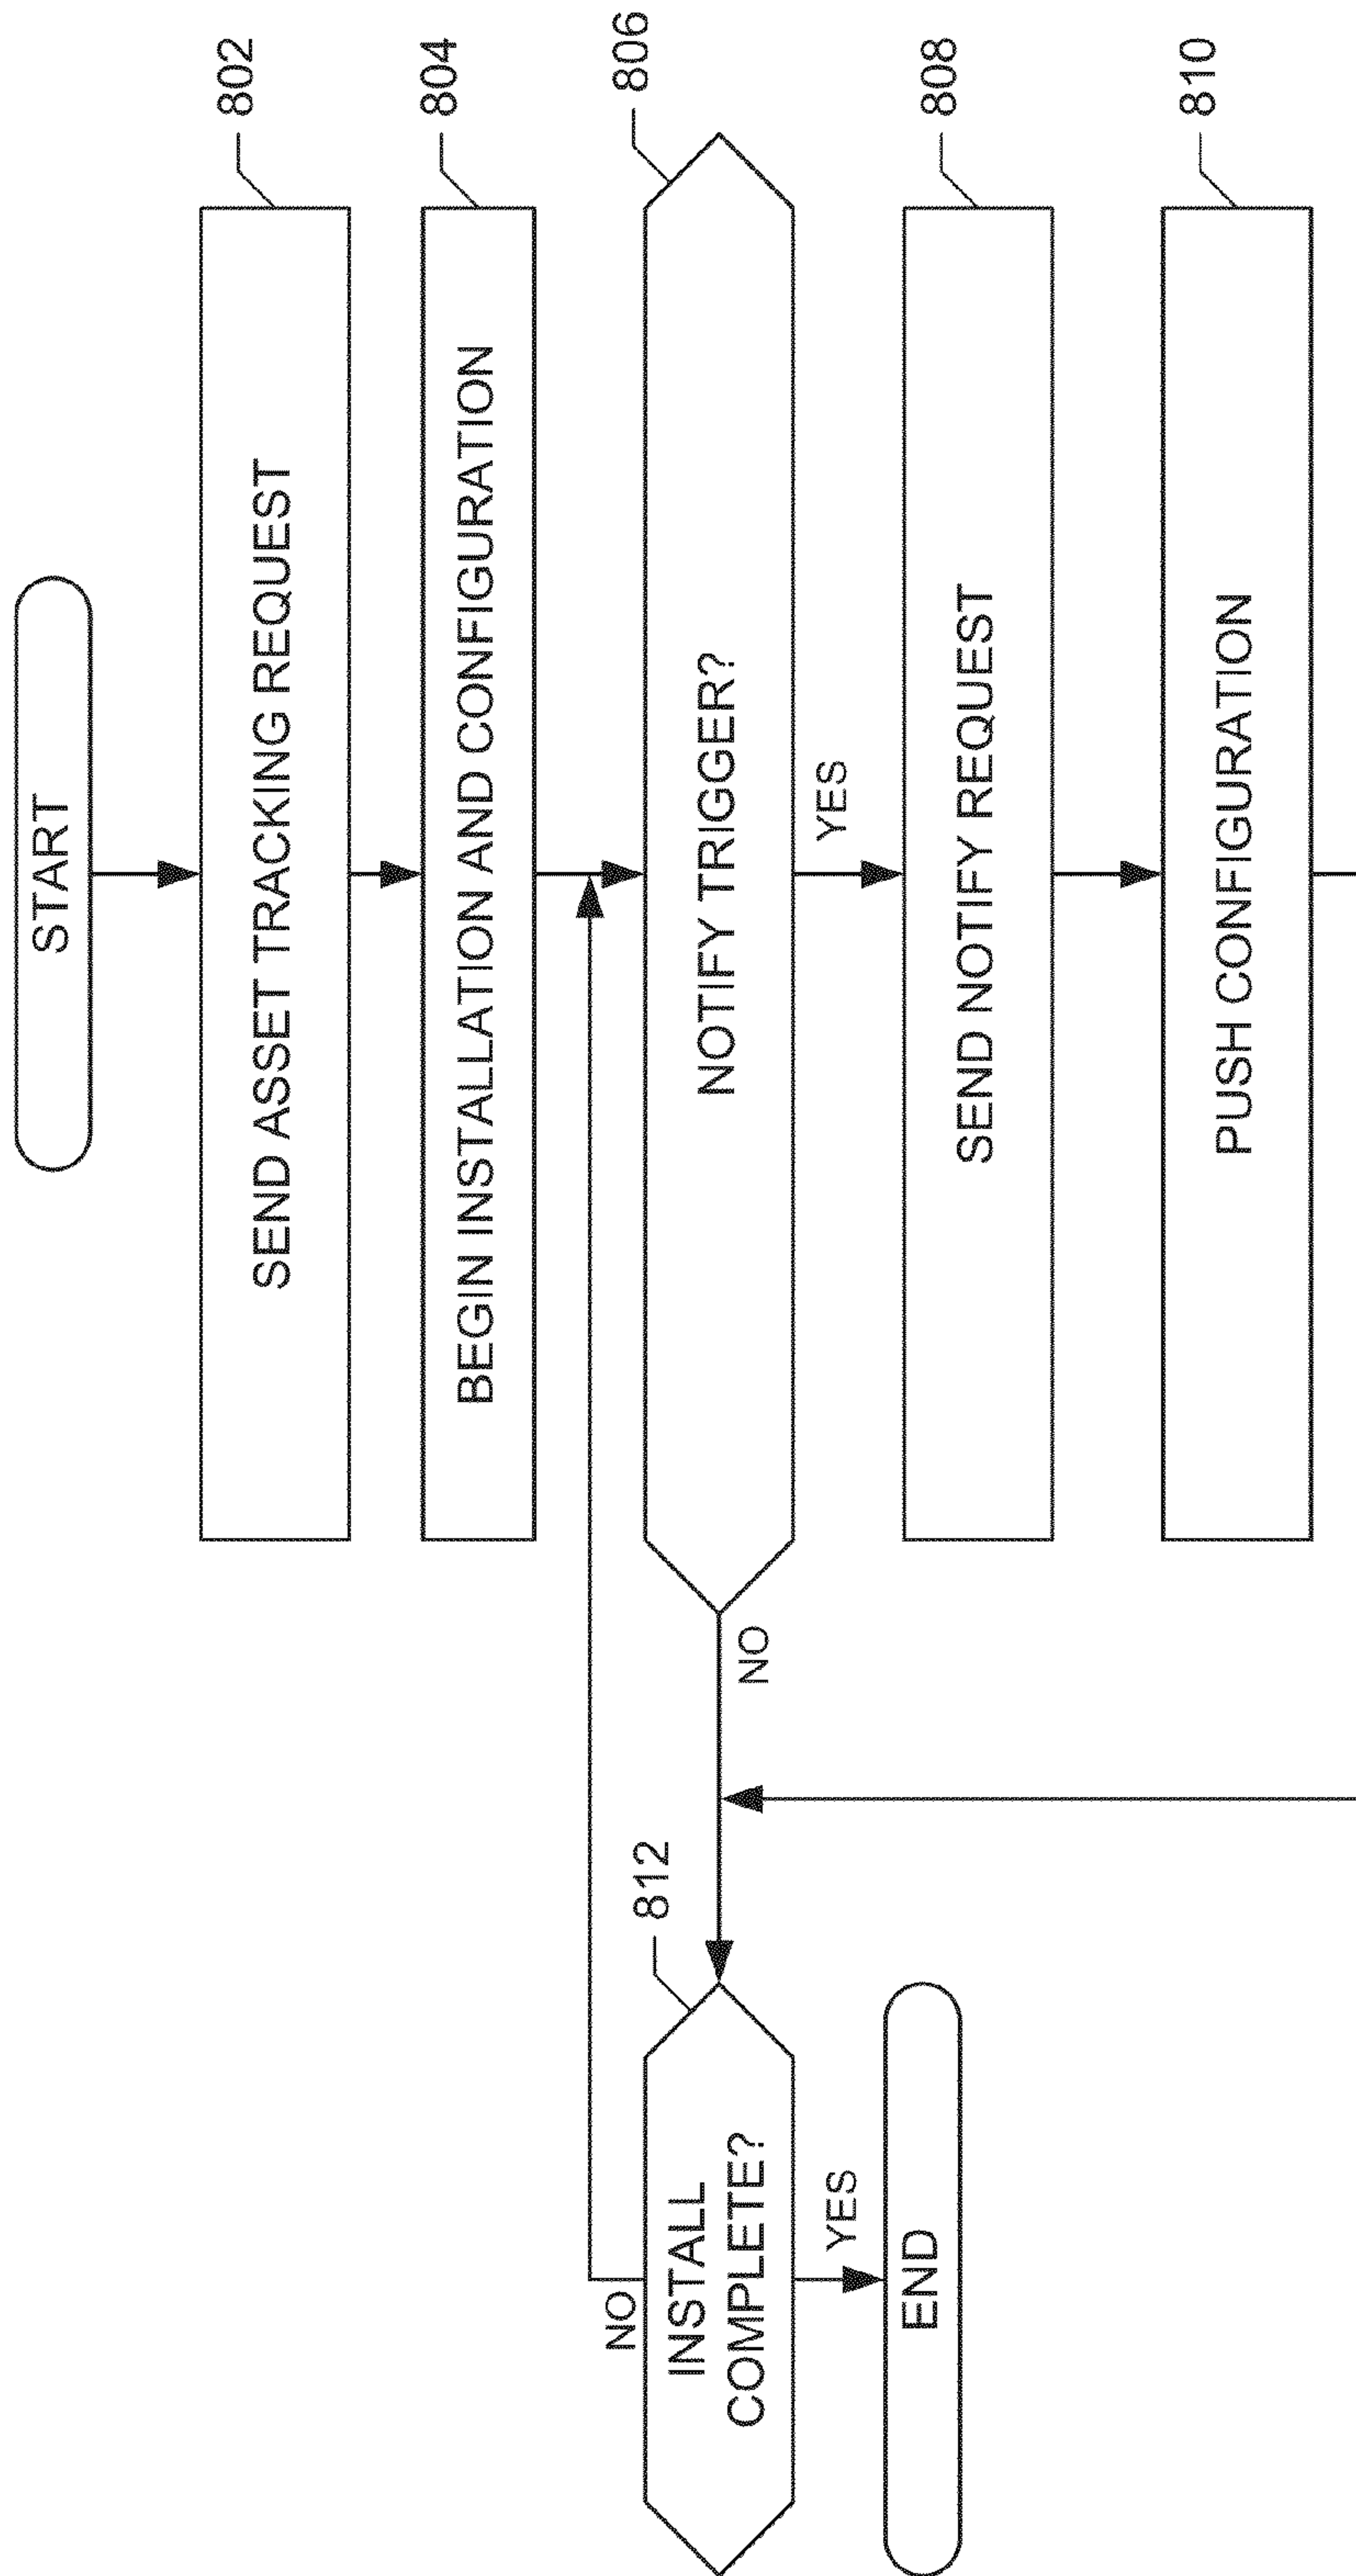 START
802
SEND ASSET TRACKING REQUEST
804
BEGIN INSTALLATION AND CONFIGURATION
806
NOTIFY TRIGGER?
NO
YES
808
SEND NOTIFY REQUEST
810
PUSH CONFIGURATION
812
INSTALL
COMPLETE?
NO
YES
END